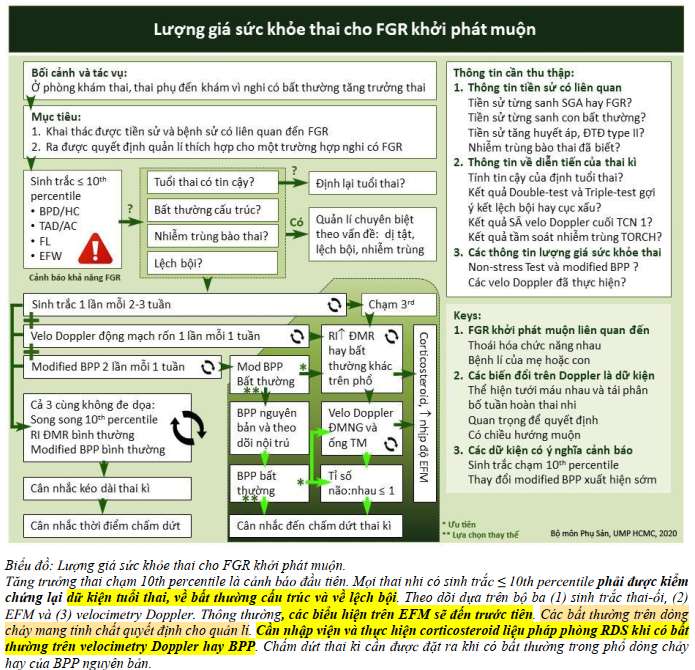 Lượng giá sức khỏe thai cho FGR khởi phát muộn
Bối cảnh và tác vụ:
Ở phòng khám thai, thai phụ đến khám vì nghi có bất thường tăng trưởng thai
Mục tiêu:
1. Khai thác được tiền sử và bệnh sử có liên quan đến FGR
2. Ra được quyết định quản lí thích hợp cho một trường hợp nghi có FGR
Sinh trắc ≤ 10th
percentile
• BPD/HC
• TAD/AC
• FL
• EFW
Cảnh báo khả năng FGR
?
Tuổi thai có tin cậy?
Bất thường cấu trúc?
Nhiễm trùng bào thai?
Lệch bội?
?
Định lại tuổi thai?
Có
Quản lí chuyên biệt
theo vấn đề: dị tật,
lệch bội, nhiễm trùng
Sinh trắc 1 lần mỗi 2-3 tuần
Chạm 3rd
Velo Doppler động mạch rốn 1 lần mỗi 1 tuần
RI↑ ĐMR
hay bất
thường khác
trên phổ
Modified BPP 2 lần mỗi 1 tuần
Mod BPP
Bất thường
*
**
Corticosteroid, ↑ nhịp độ EFM
Cả 3 cùng không đe dọa:
Song song 10th percentile
RI ĐMR bình thường
Modified BPP bình thường
BPP nguyên
bản và theo
dõi nội trú
Velo Doppler
ĐMNG và
ống TM
BPP bất
thường
*
**
Tỉ số
não:nhau ≤ 1
Cân nhắc kéo dài thai kì
Cân nhắc thời điểm chấm dứt
Cân nhắc đến chấm dứt thai kì
Thông tin cần thu thập:
1. Thông tin tiền sử có liên quan
Tiền sử từng sanh SGA hay FGR?
Tiền sử từng sanh con bất thường?
Tiền sử tăng huyết áp, ĐTĐ type II?
Nhiễm trùng bào thai đã biết?
2. Thông tin về diễn tiến của thai kì
Tính tin cậy của định tuổi thai?
Kết quả Double-test và Triple-test gợi
ý kết lệch bội hay cục xấu?
Kết quả SÂ velo Doppler cuối TCN 1?
Kết quả tầm soát nhiễm trùng TORCH?
3. Các thông tin lượng giá sức khỏe thai
Non-stress Test và modified BPP ?
Các velo Doppler đã thực hiện?
Keys:
1. FGR khởi phát muộn liên quan đến
Thoái hóa chức năng nhau
Bệnh lí của mẹ hoặc con
2. Các biến đổi trên Doppler là dữ kiện
Thể hiện tưới máu nhau và tái phân
bố tuần hoàn thai nhi
Quan trọng để quyết định
Có chiều hướng muộn
3. Các dữ kiện có ý nghĩa cảnh báo
Sinh trắc chạm 10th percentile
Thay đổi modified BPP xuất hiện sớm
* Ưu tiên
** Lựa chọn thay thế
Bộ môn Phụ Sản, UMP HCMC, 2020
Biểu đồ: Lượng giá sức khỏe thai cho FGR khởi phát muộn.
Tăng trưởng thai chạm 10th percentile là cảnh báo đầu tiên. Mọi thai nhi có sinh trắc ≤ 10th percentile phải được kiểm
chứng lại dữ kiện tuổi thai, về bất thường cấu trúc và về lệch bội. Theo dõi dựa trên bộ ba (1) sinh trắc thai-ối, (2)
EFM và (3) velocimetry Doppler. Thông thường, các biểu hiện trên EFM sẽ đến trước tiên. Các bất thường trên dòng
chảy mang tính chất quyết định cho quản lí. Cần nhập viện và thực hiện corticosteroid liệu pháp phòng RDS khi có bất
thường trên velocimetry Doppler hay BPP. Chấm dứt thai kì cần được đặt ra khi có bất thường trong phổ dòng chảy
hay của BPP nguyên bản.